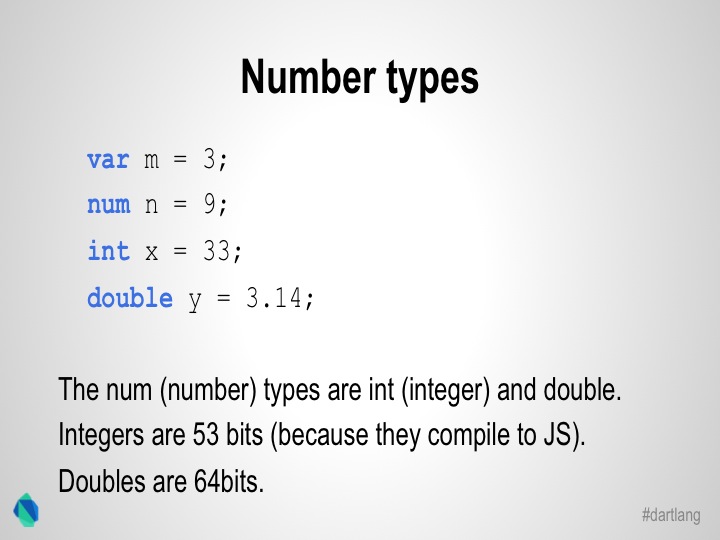 Number types
var m = 3;
num n = 9;
int x = 33;
double y = 3.14;
The num (number) types are int (integer) and double.
Integers are 53 bits (because they compile to JS).
Doubles are 64bits.
#dartlang